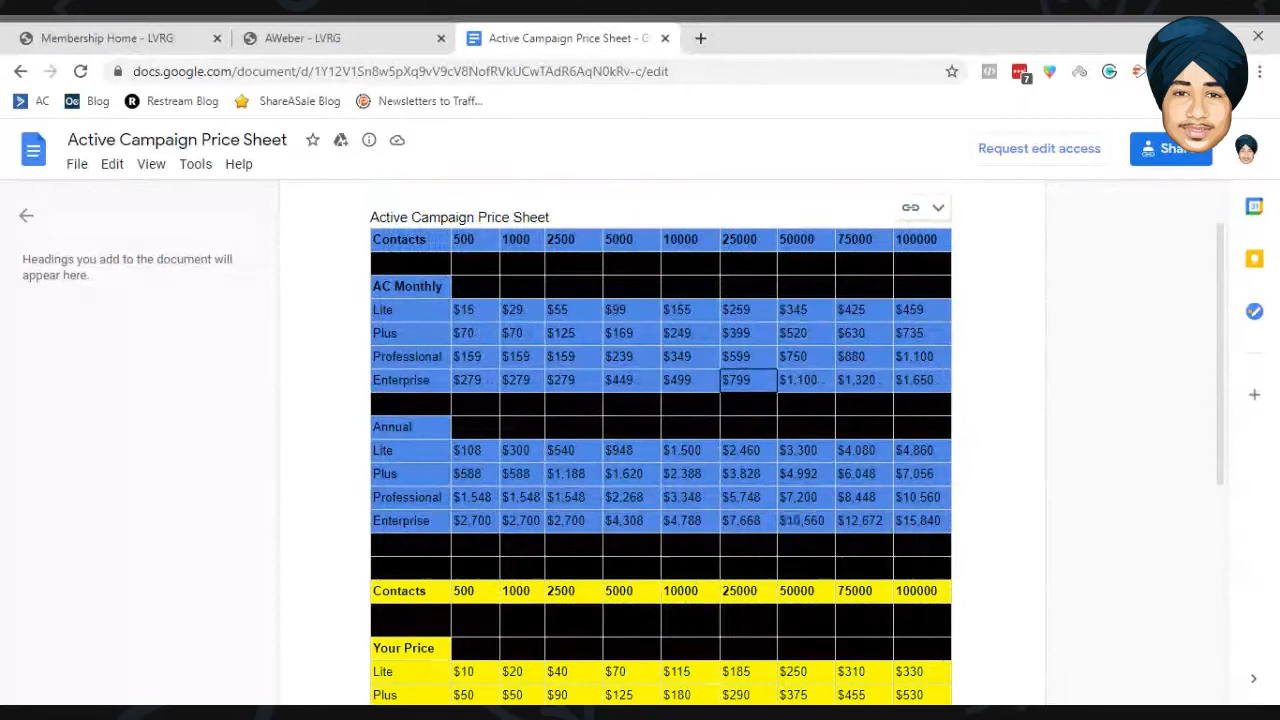 Membership Home - LVRG
AWeber - LVRG
Active Campaign Price Sheet - G
docs.google.com/document/d/1Y12V1Sn8w5pXq9vV9cV8NofRVkUCwTAdR6AqN0kRv-c/edit
7
AC
Blog
Restream Blog
ShareASale Blog
Newsletters to Traff...
Active Campaign Price Sheet
Request edit access
Shar
File Edit View Tools Help
Headings you add to the document will
appear here.
Active Campaign Price Sheet
Contacts 500 1000 2500 5000 10000 25000 50000 75000 100000
AC Monthly
Lite $15 $29 $55 $99 $155 $259 $345 $425 $459
Plus $70 $70 $125 $169 $249 $399 $520 $630 $735
Professional $159 $159 $159 $239 $349 $599 $750 $880 $1,100
Enterprise $279 $279 $279 $449 $499 $799 $1,100 $1,320 $1,650
Annual
Lite $108 $300 $540 $948 $1,500 $2,460 $3,300 $4,080 $4,860
Plus $588 $588 $1,188 $1,620 $2,388 $3,828 $4,992 $6,048 $7,056
Professional $1,548 $1,548 $1,548 $2,268 $3,348 $5,748 $7,200 $8,448 $10,560
Enterprise $2,700 $2,700 $2,700 $4,308 $4,788 $7,668 $10,560 $12,672 $15,840
Contacts 500 1000 2500 5000 10000 25000 50000 75000 100000
Your Price
Lite $10 $20 $40 $70 $115 $185 $250 $310 $330
Plus $50 $50 $90 $125 $180 $290 $375 $455 $530